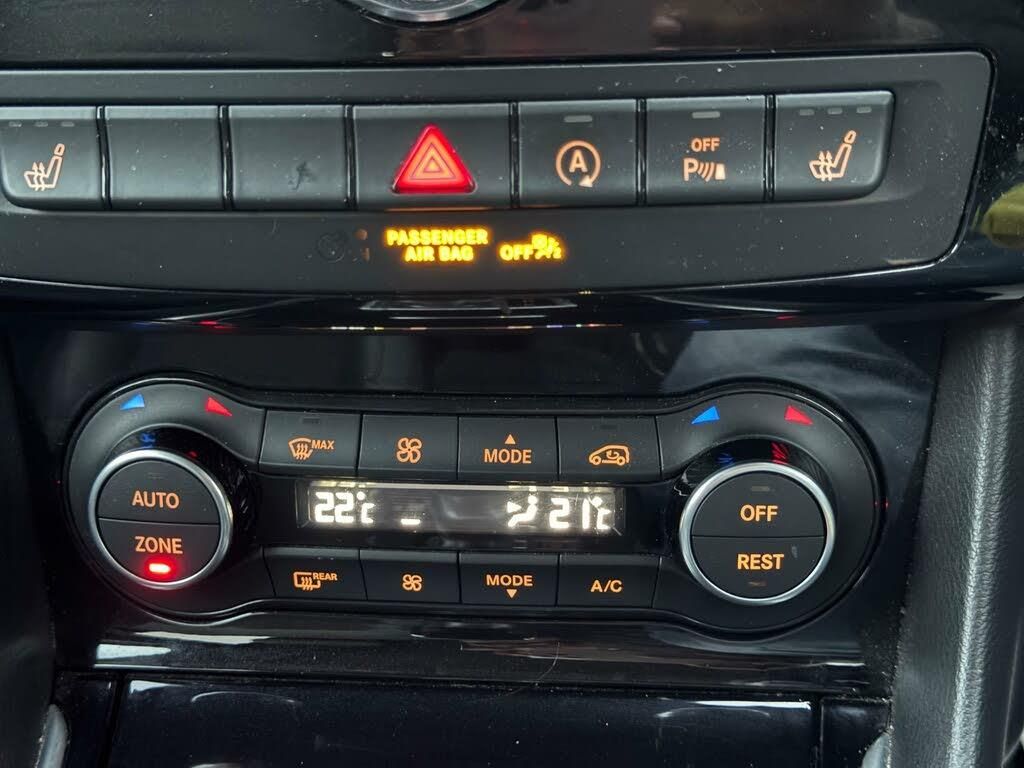 A
OFF
P
PASSENGER
AIR BAG OFF
MAX
MODE
AUTO
ZONE
22°C
21°C
OFF
REST
REAR
MODE
A/C